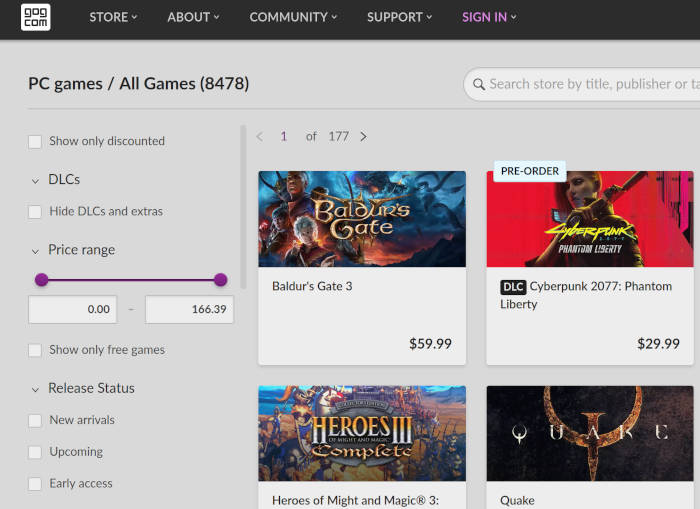 gog
com
STORE
ABOUT
COMMUNITY
SUPPORT
SIGN IN
PC games / All Games (8478)
Search store by title, publisher or ta
Show only discounted
DLCs
Hide DLCs and extras
Price range
0.00 – 166.39
Show only free games
Release Status
New arrivals
Upcoming
Early access
1 of 177
BALDUR'S
GATE
Baldur's Gate 3
$59.99
PRE-ORDER
CYBERPUNK
2077
PHANTOM LIBERTY
DLC Cyberpunk 2077: Phantom
Liberty
$29.99
COLLECTOR'S EDITION
HEROES III
OF MIGHT AND MAGIC
Complete
Heroes of Might and Magic® 3:
QUAKE
Quake